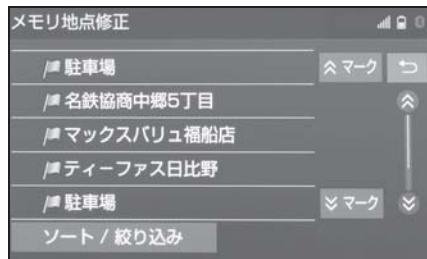 メモリ地点修正
駐車場
マーク
名鉄協商中郷5丁目
マックスバリュ福船店
ティーファス日比野
駐車場
マーク
ソート / 絞り込み